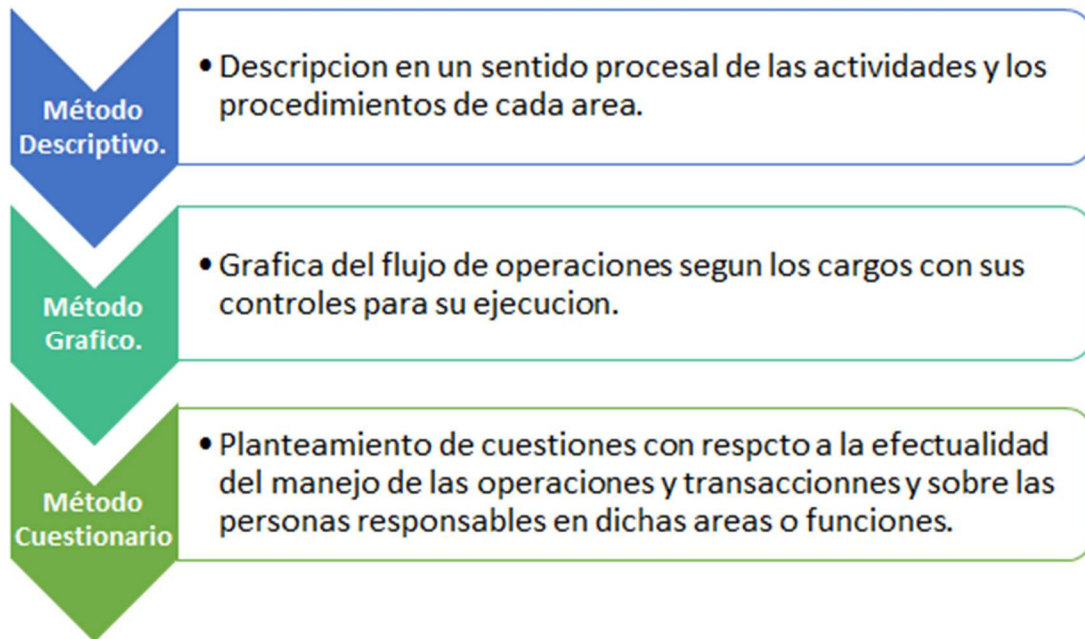 Método
Descriptivo.
• Descripcion en un sentido procesal de las actividades y los
procedimientos de cada area.
Método
Grafico.
• Grafica del flujo de operaciones segun los cargos con sus
controles para su ejecucion.
Método
Cuestionario
• Planteamiento de cuestiones con respcto a la efectualidad
del manejo de las operaciones y transaccionnes y sobre las
personas responsables en dichas areas o funciones.